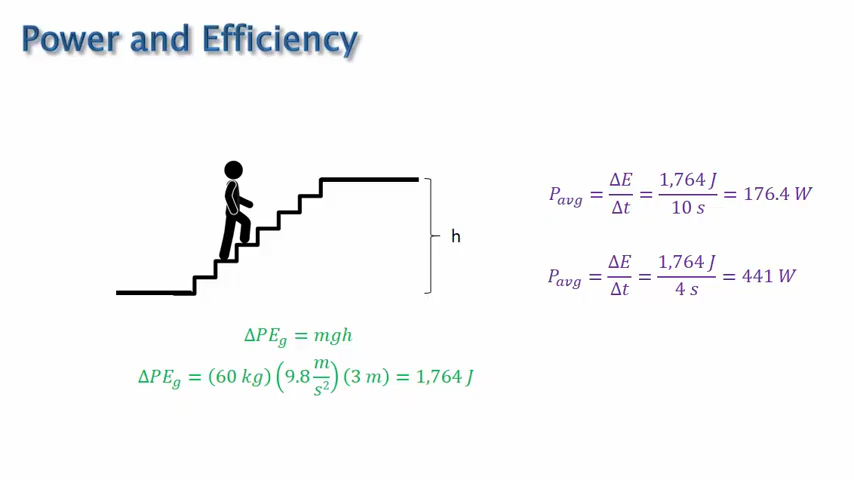 Power and Efficiency
h
ΔPE_g = mgh
ΔPE_g = (60 kg) (9.8 m/s²) (3 m) = 1,764 J
P_avg = ΔE/Δt = 1,764 J/10 s = 176.4 W
P_avg = ΔE/Δt = 1,764 J/4 s = 441 W